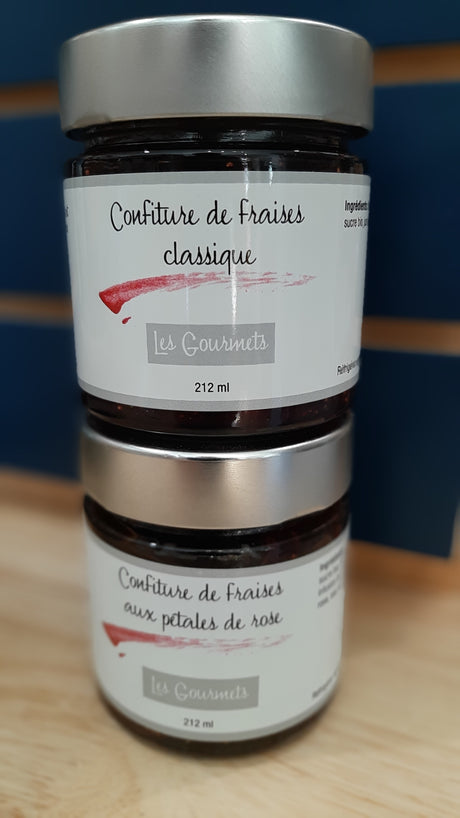 Confiture de fraises
classique
Les Gourmets
212 ml
Ingrédients
sucre bio,
Confiture de fraises
aux pétales de rose
Les Gourmets
212 ml